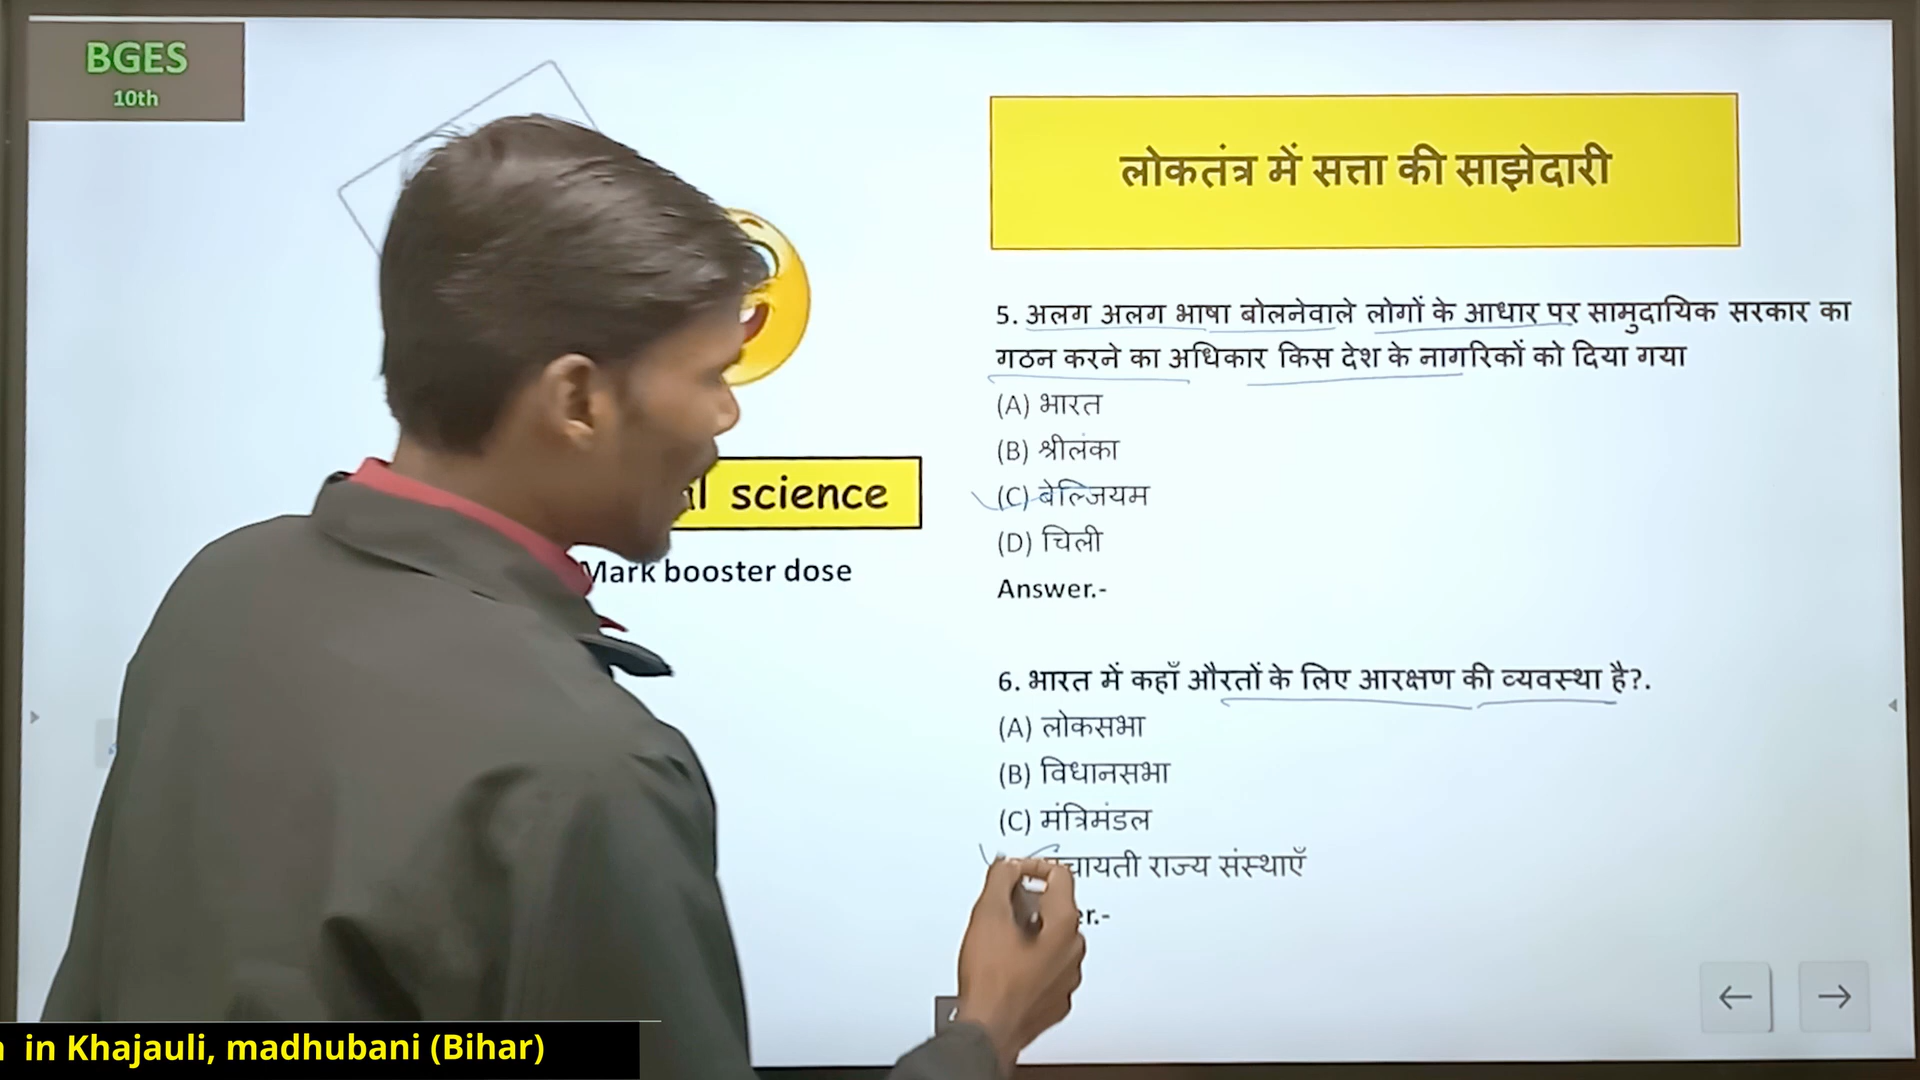 BGES
10th
लोकतंत्र में सत्ता की साझेदारी
5. अलग अलग भाषा बोलनेवाले लोगों के आधार पर सामुदायिक सरकार का
गठन करने का अधिकार किस देश के नागरिकों को दिया गया
(A) भारत
(B) श्रीलंका
(C) बेल्जियम
(D) चिली
Answer.-
science
Mark booster dose
6. भारत में कहाँ औरतों के लिए आरक्षण की व्यवस्था है?.
(A) लोकसभा
(B) विधानसभा
(C) मंत्रिमंडल
राज्य संस्थाएँ
in Khajauli, madhubani (Bihar)